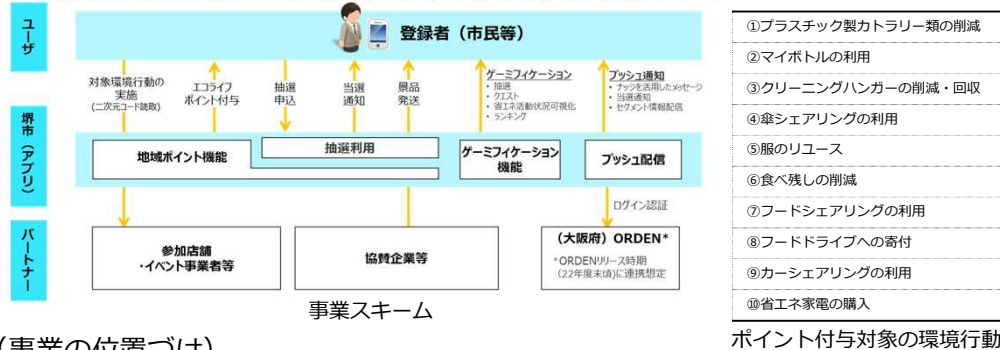 ユーザ
登録者（市民等）
対象環境行動の
実施
(二次元コード読取)
エコライフ
ポイント付与
抽選
申込
当選
通知
景品
発送
ゲーミフィケーション
・抽選
・クエスト
・省エネ活動状況可視化
・ランキング
プッシュ通知
・ナッジを活用したメッセージ
・当選通知
・セグメント情報配信
堺市（アプリ）
地域ポイント機能
抽選利用
ゲーミフィケーション
機能
プッシュ配信
ログイン認証
パートナー
参加店舗
・イベント事業者等
協賛企業等
（大阪府）ORDEN*
*ORDENリリース時期
（22年度末頃)に連携想定
事業スキーム
①プラスチック製カトラリー類の削減
②マイボトルの利用
③クリーニングハンガーの削減・回収
④傘シェアリングの利用
⑤服のリユース
⑥食べ残しの削減
⑦フードシェアリングの利用
⑧フードドライブへの寄付
⑨カーシェアリングの利用
⑩省エネ家電の購入
ポイント付与対象の環境行動
（事業の位置づけ）